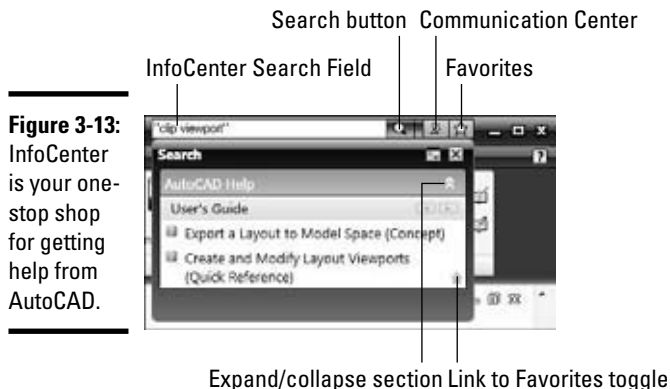 Search button Communication Center
InfoCenter Search Field Favorites
Figure 3-13:
InfoCenter
is your one-
stop shop
for getting
help from
AutoCAD.
"clip viewport"
Search
AutoCAD Help
User's Guide
Export a Layout to Model Space (Concept)
Create and Modify Layout Viewports
(Quick Reference)
Expand/collapse section Link to Favorites toggle